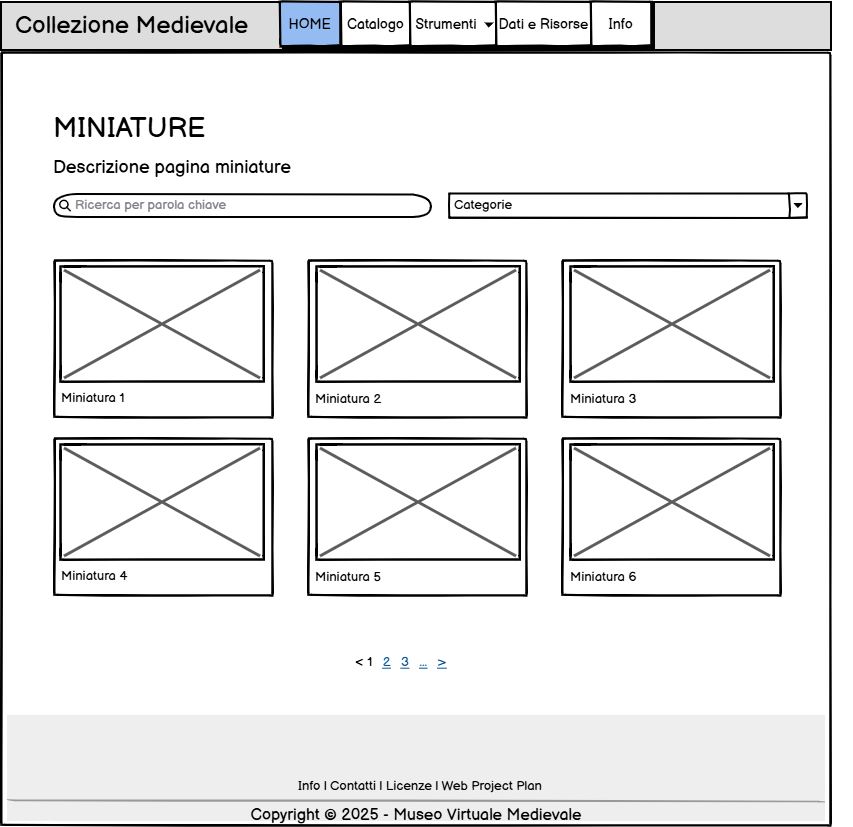 Collezione Medievale HOME Catalogo Strumenti Dati e Risorse Info
MINIATURE
Descrizione pagina miniature
Ricerca per parola chiave Categorie
Miniatura 1 Miniatura 2 Miniatura 3
Miniatura 4 Miniatura 5 Miniatura 6
< 1 2 3 ... >
Info | Contatti | Licenze | Web Project Plan
Copyright © 2025 - Museo Virtuale Medievale